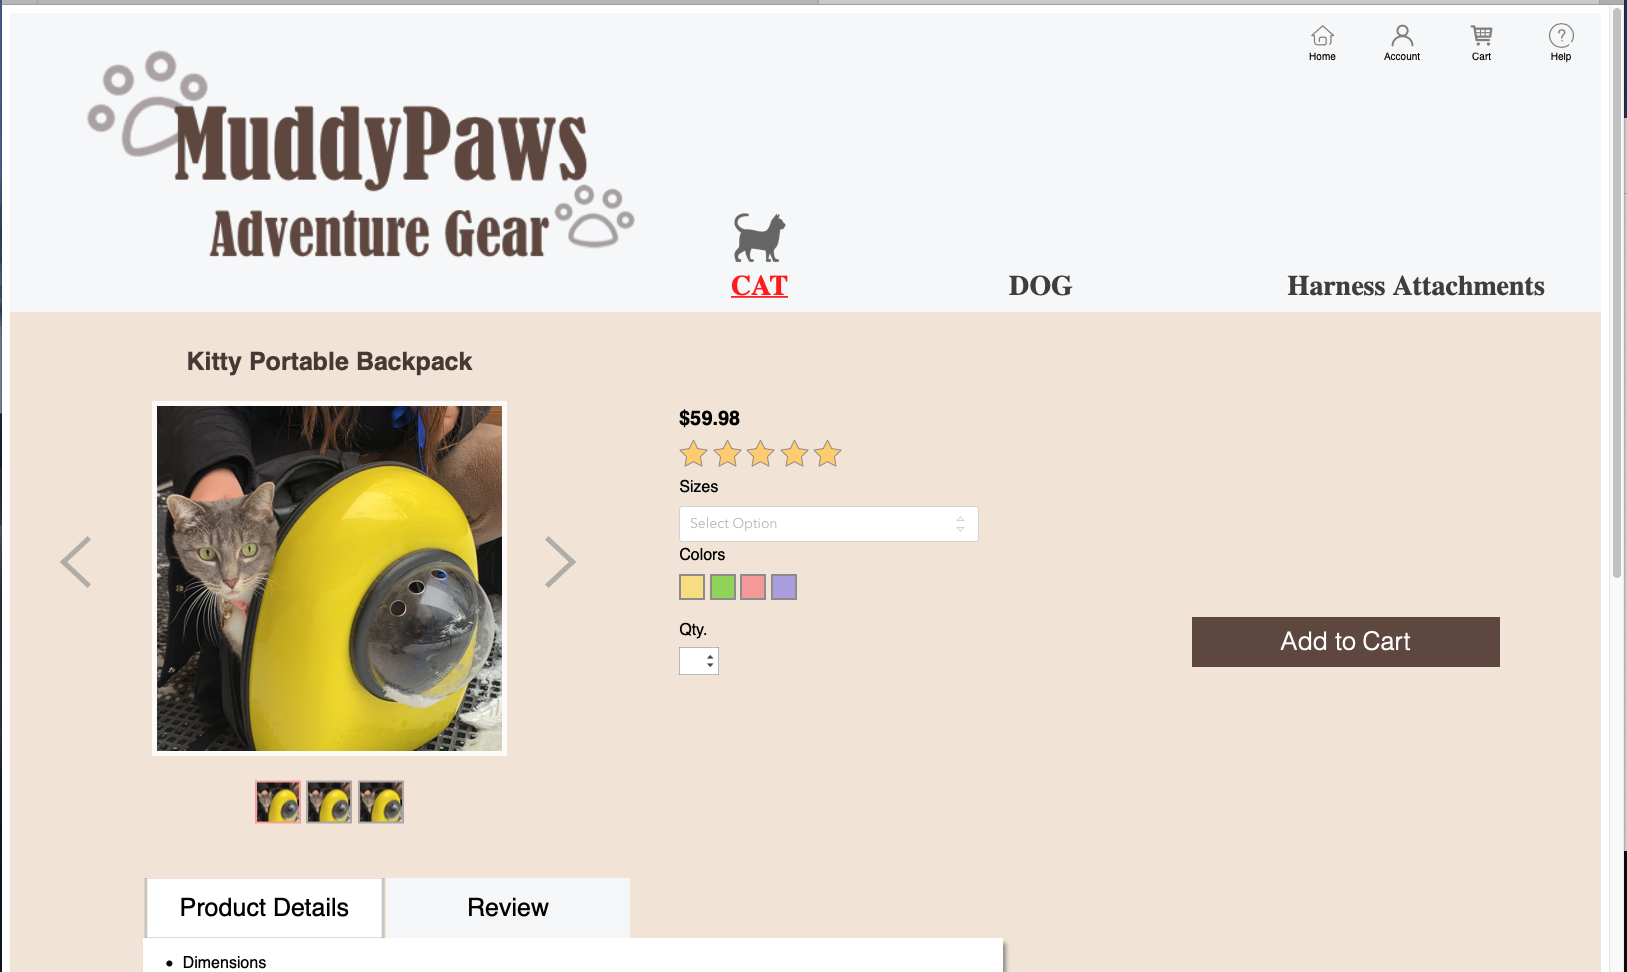 Home Account Cart Help
MuddyPaws
Adventure Gear
CAT DOG Harness Attachments
Kitty Portable Backpack
$59.98
Sizes
Select Option
Colors
Qty.
Add to Cart
Product Details Review
• Dimensions